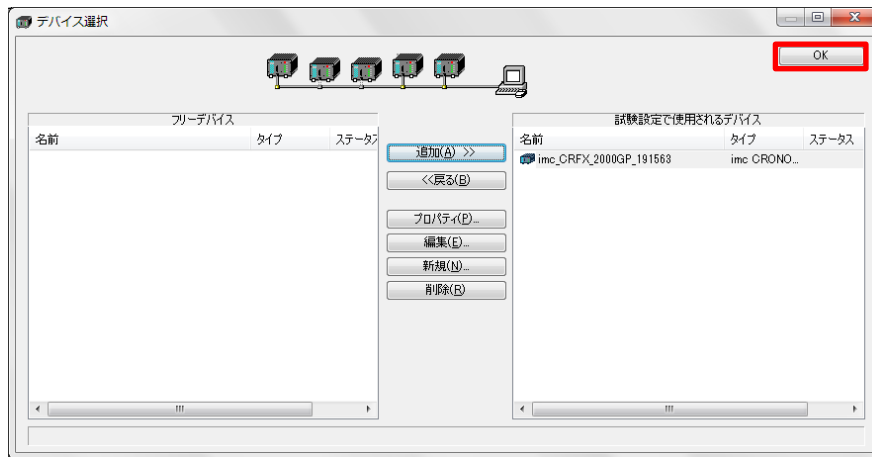 デバイス選択
OK
フリーデバイス
名前 タイプ ステータス
追加(A) >>
<<戻る(B)
プロパティ(P)...
編集(E)...
新規(N)...
削除(R)
試験設定で使用されるデバイス
名前 タイプ ステータス
imc_CRFX_2000GP_191563 imc CRONO...